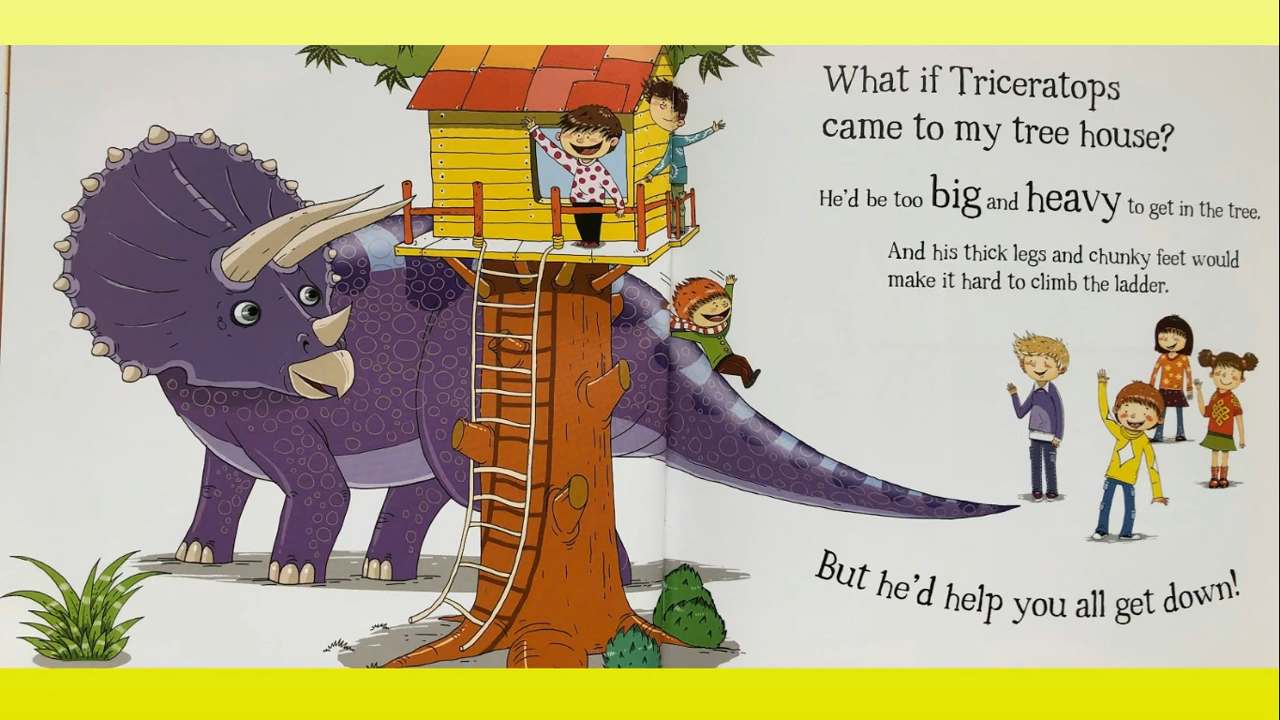 What if Triceratops
came to my tree house?
He'd be too big and heavy to get in the tree.
And his thick legs and chunky feet would
make it hard to climb the ladder.
But he'd help you all get down!